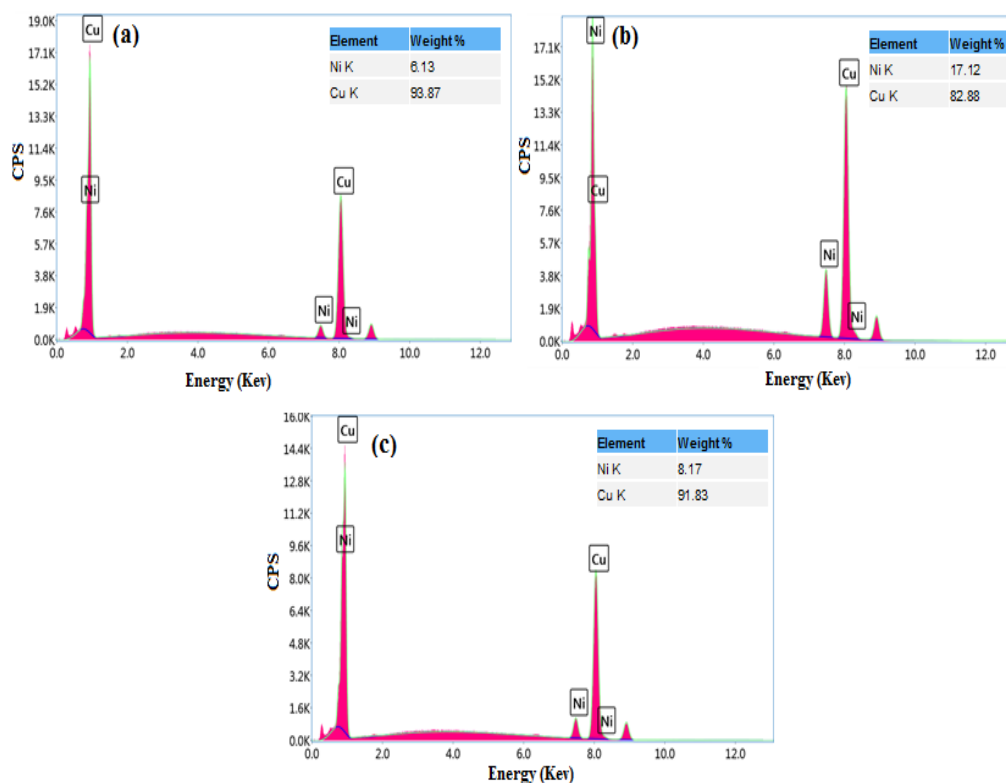 (a)
Element Weight %
Ni K 6.13
Cu K 93.87
Cu
Ni
Cu
Ni
Ni
19.0K
17.1K
15.2K
13.3K
11.4K
9.5K
7.6K
5.7K
3.8K
1.9K
0.0K
CPS
0.0 2.0 4.0 6.0 8.0 10.0 12.0
Energy (Kev)
(b)
Element Weight %
Ni K 17.12
Cu K 82.88
Ni
Cu
Cu
Ni
Ni
17.1K
15.2K
13.3K
11.4K
9.5K
7.6K
5.7K
3.8K
1.9K
0.0K
CPS
0.0 2.0 4.0 6.0 8.0 10.0 12.0
Energy (Kev)
(c)
Element Weight %
Ni K 8.17
Cu K 91.83
Cu
Ni
Cu
Ni
Ni
16.0K
14.4K
12.8K
11.2K
9.6K
8.0K
6.4K
4.8K
3.2K
1.6K
0.0K
CPS
0.0 2.0 4.0 6.0 8.0 10.0 12.0
Energy (Kev)